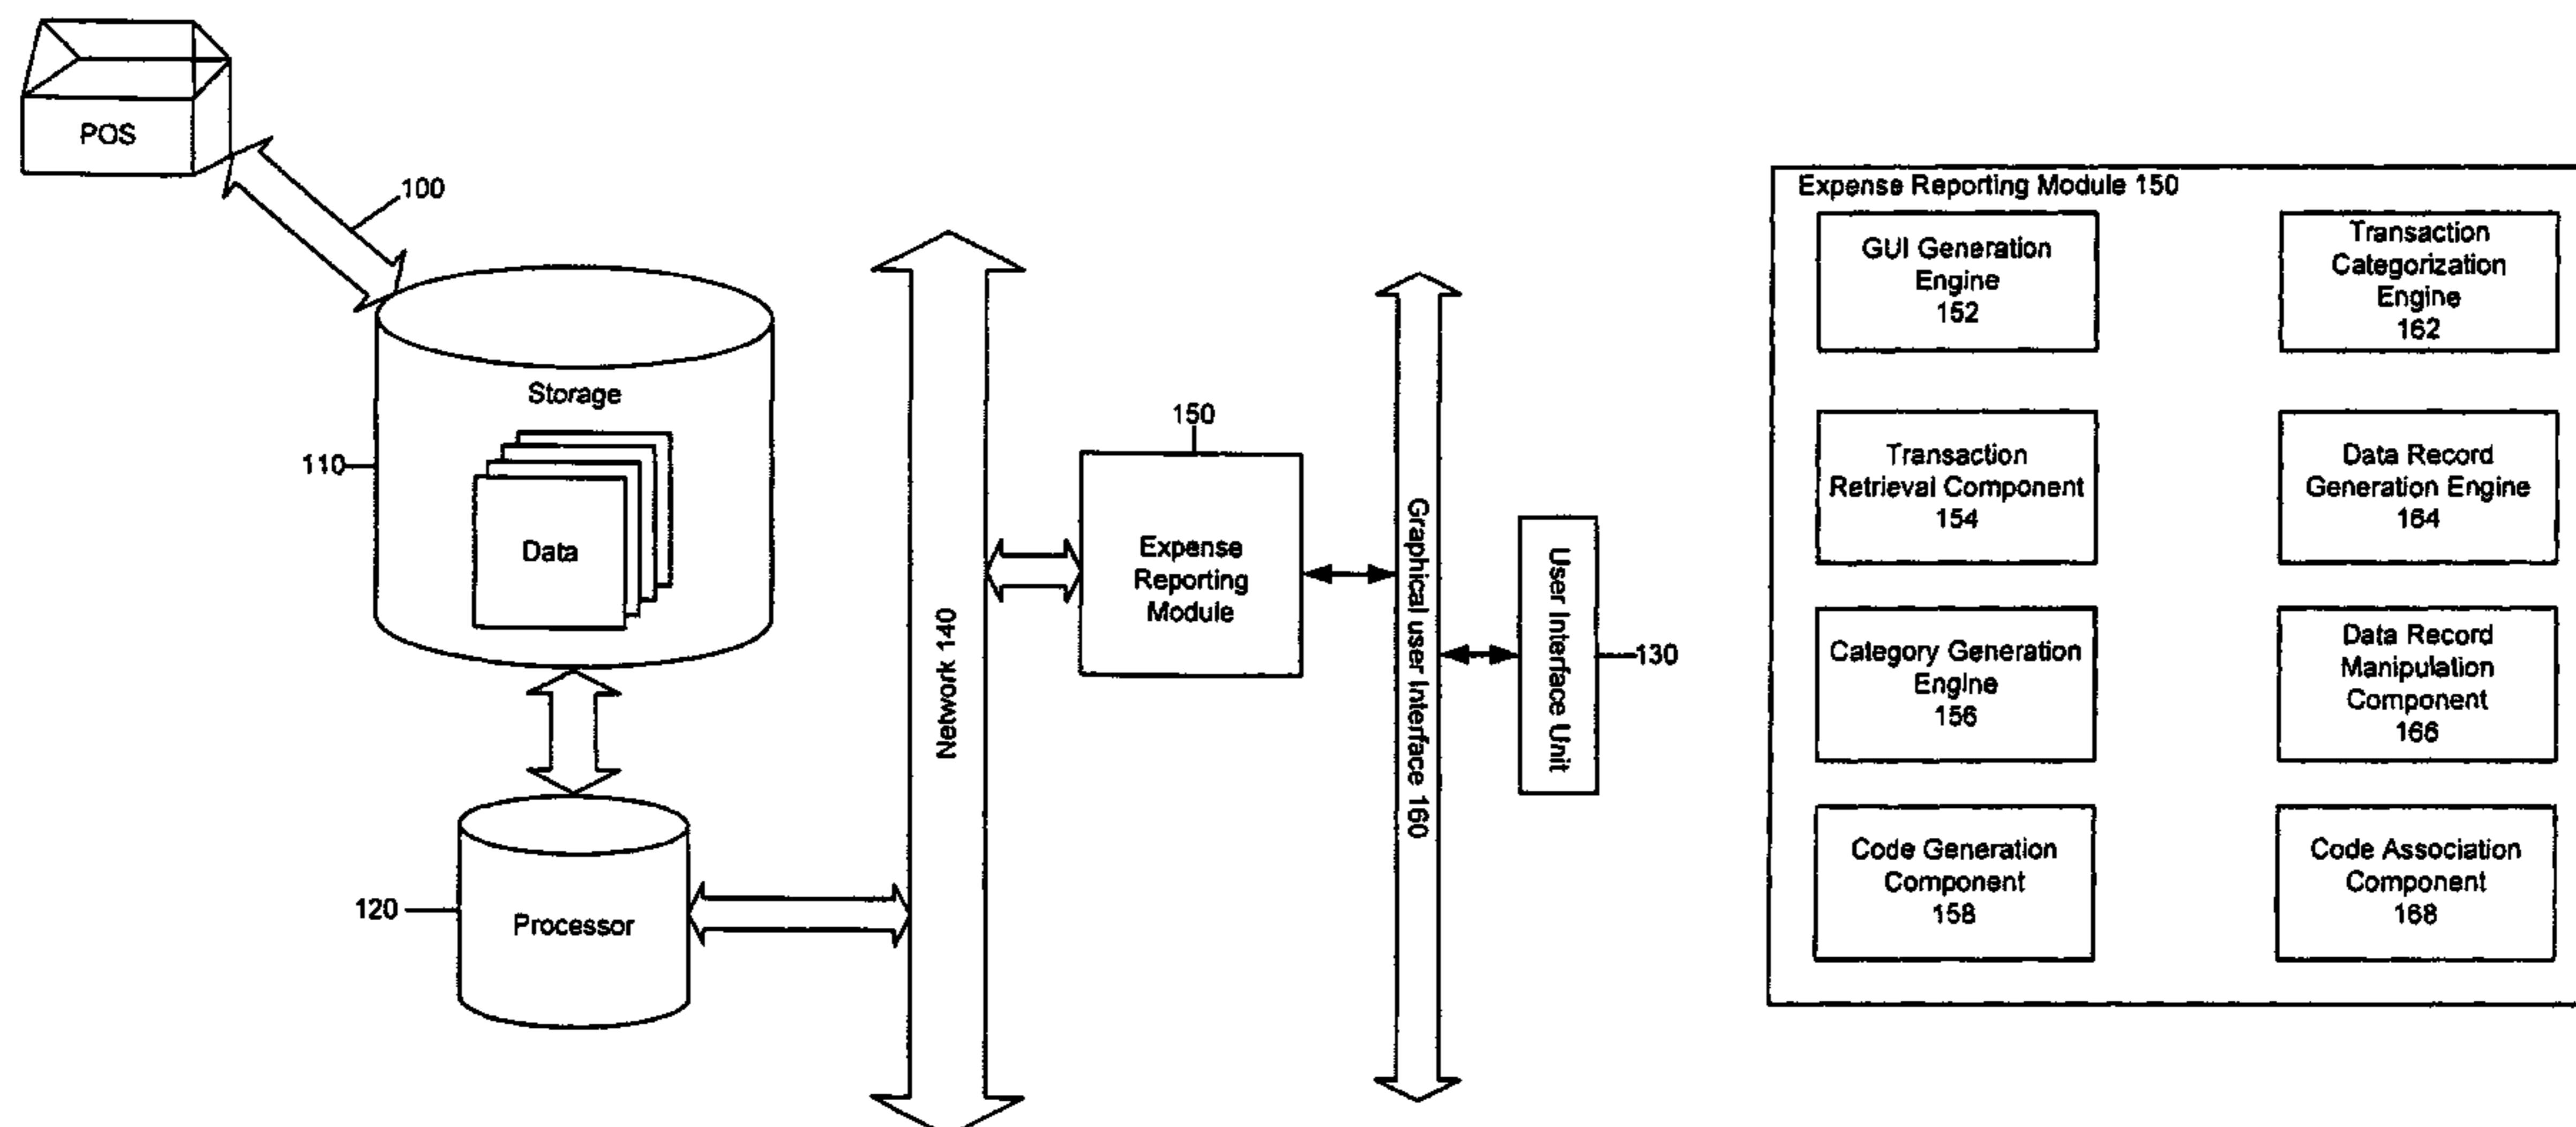 POS
100
Storage
110
Data
120
Processor
Network 140
150
Expense
Reporting
Module
Graphical user Interface 160
User Interface Unit
130
Expense Reporting Module 150
GUI Generation
Engine
152
Transaction
Categorization
Engine
162
Transaction
Retrieval Component
154
Data Record
Generation Engine
164
Category Generation
Engine
156
Data Record
Manipulation
Component
166
Code Generation
Component
158
Code Association
Component
168